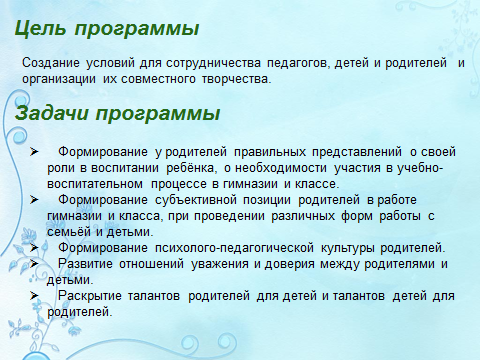 Цель программы
Создание условий для сотрудничества педагогов, детей и родителей и
организации их совместного творчества.
Задачи программы
Формирование у родителей правильных представлений о своей
роли в воспитании ребёнка, о необходимости участия в учебно-
воспитательном процессе в гимназии и классе.
Формирование субъективной позиции родителей в работе
гимназии и класса, при проведении различных форм работы с
семьёй и детьми.
Формирование психолого-педагогической культуры родителей.
Развитие отношений уважения и доверия между родителями и
детьми.
Раскрытие талантов родителей для детей и талантов детей для
родителей.